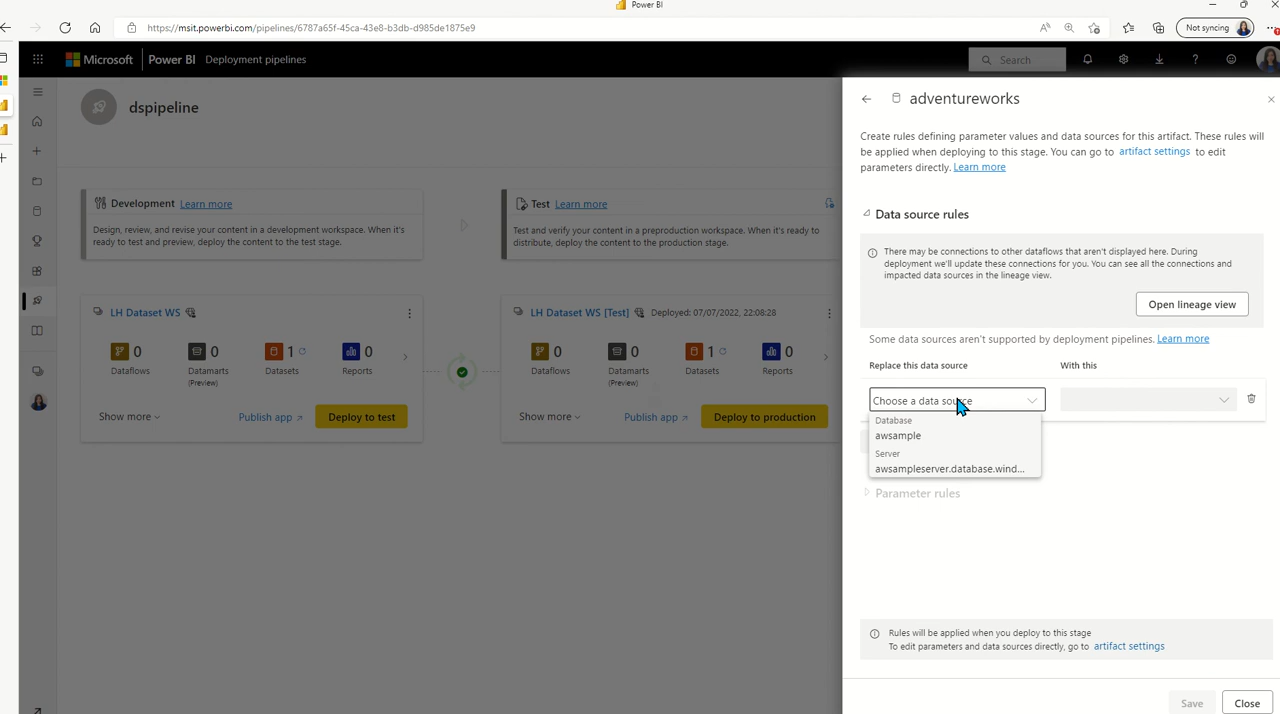 Power BI
https://msit.powerbi.com/pipelines/6787a65f-45ca-43e8-b3db-d985de1875e9
Not syncing
Microsoft Power BI Deployment pipelines
Search
dspipeline
Development Learn more
Design, review, and revise your content in a development workspace. When it's
ready to test and preview, deploy the content to the test stage.
Test Learn more
Test and verify your content in a preproduction workspace. When it's ready to
distribute, deploy the content to the production stage.
LH Dataset WS
0 0 1 0
Dataflows Datamarts Datasets Reports
(Preview)
Show more Publish app Deploy to test
LH Dataset WS [Test] Deployed: 07/07/2022, 22:08:28
0 0 1 0
Dataflows Datamarts Datasets Reports
(Preview)
Show more Publish app Deploy to production
adventureworks
Create rules defining parameter values and data sources for this artifact. These rules will
be applied when deploying to this stage. You can go to artifact settings to edit
parameters directly. Learn more
Data source rules
There may be connections to other dataflows that aren't displayed here. During
deployment we'll update these connections for you. You can see all the connections and
impacted data sources in the lineage view.
Open lineage view
Some data sources aren't supported by deployment pipelines. Learn more
Replace this data source With this
Choose a data source
Database
awsample
Server
awsampleserver.database.wind...
Parameter rules
Rules will be applied when you deploy to this stage
To edit parameters and data sources directly, go to artifact settings
Save Close